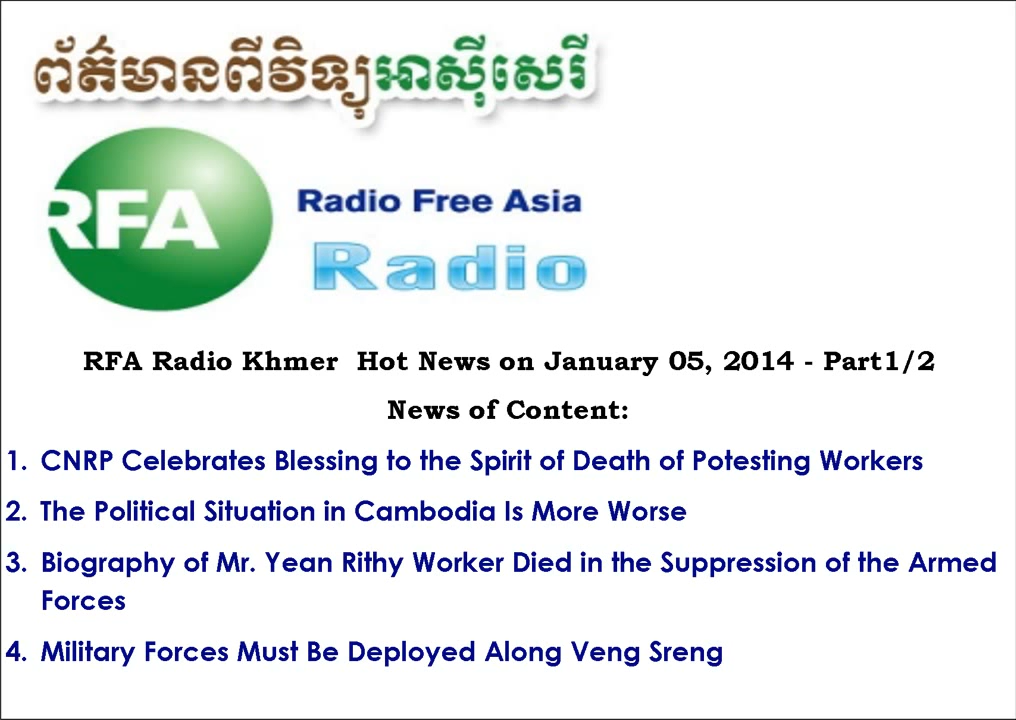 ព័ត៌មានពីវិទ្យុអាស៊ីសេរី
RFA
Radio Free Asia
Radio
RFA Radio Khmer  Hot News on January 05, 2014 - Part1/2
News of Content:
1. CNRP Celebrates Blessing to the Spirit of Death of Potesting Workers
2. The Political Situation in Cambodia Is More Worse
3. Biography of Mr. Yean Rithy Worker Died in the Suppression of the Armed
Forces
4. Military Forces Must Be Deployed Along Veng Sreng